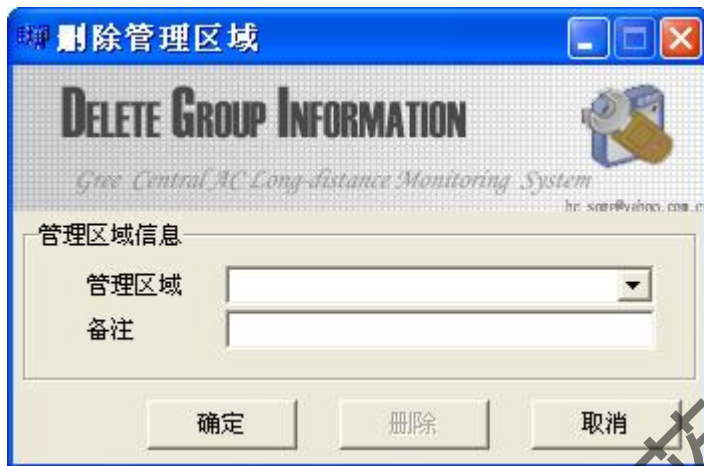 删除管理区域
DELETE GROUP INFORMATION
Gree Central AC Long-distance Monitoring System
管理区域信息
管理区域
备注
确定 删除 取消